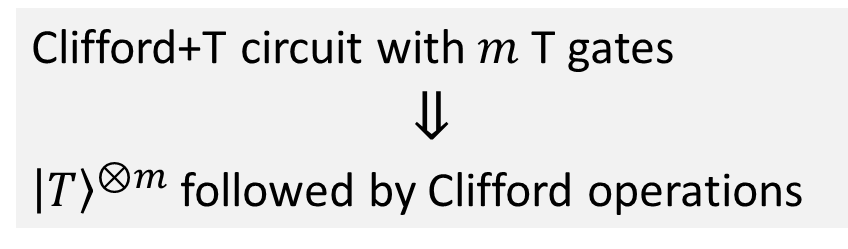 Clifford+T circuit with m T gates
⇓
|T⟩^{⊗m} followed by Clifford operations